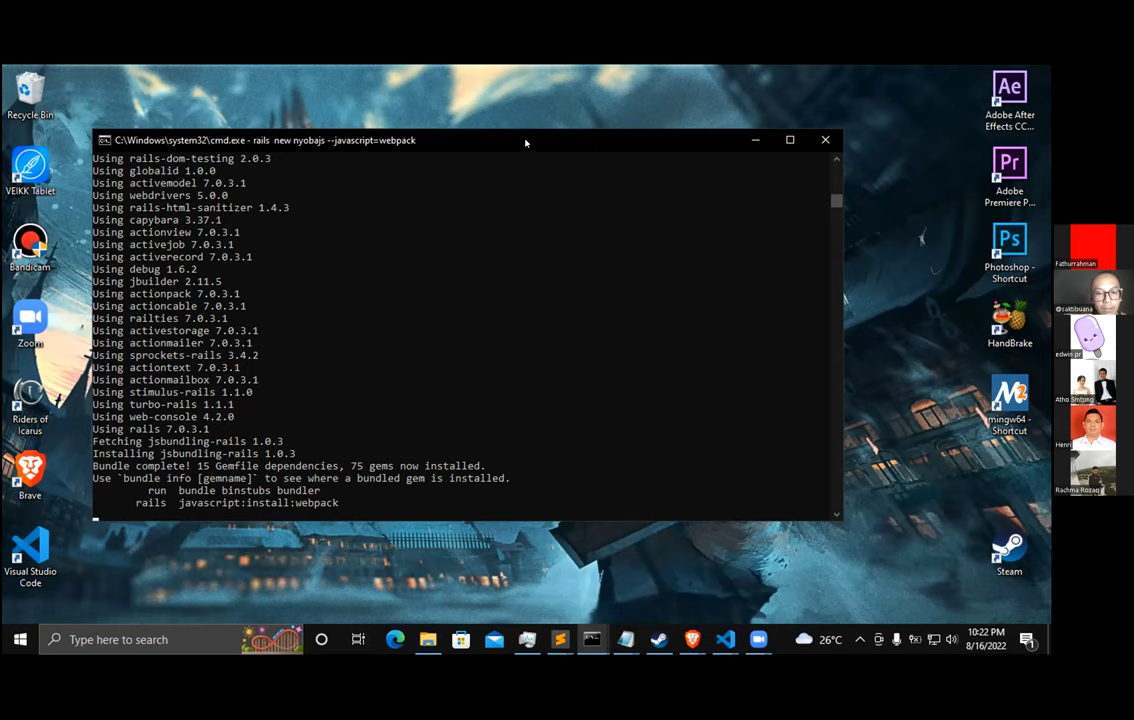 Recycle Bin
VEIKK Tablet
Bandicam
Zoom
Riders of
Icarus
Brave
Visual Studio
Code
C:\Windows\system32\cmd.exe - rails  new nyobajs --javascript=webpack
Using rails-dom-testing 2.0.3
Using globalid 1.0.0
Using activemodel 7.0.3.1
Using webdrivers 5.0.0
Using rails-html-sanitizer 1.4.3
Using capybara 3.37.1
Using actionview 7.0.3.1
Using activejob 7.0.3.1
Using activerecord 7.0.3.1
Using debug 1.6.2
Using jbuilder 2.11.5
Using actionpack 7.0.3.1
Using actioncable 7.0.3.1
Using railties 7.0.3.1
Using activestorage 7.0.3.1
Using actionmailer 7.0.3.1
Using sprockets-rails 3.4.2
Using actiontext 7.0.3.1
Using actionmailbox 7.0.3.1
Using stimulus-rails 1.1.0
Using turbo-rails 1.1.1
Using web-console 4.2.0
Using rails 7.0.3.1
Fetching jsbundling-rails 1.0.3
Installing jsbundling-rails 1.0.3
Bundle complete! 15 Gemfile dependencies, 75 gems now installed.
Use `bundle info [gemname]` to see where a bundled gem is installed.
run  bundle binstubs bundler
rails  javascript:install:webpack
Ae
Adobe After
Effects CC...
Pr
Adobe
Premiere P...
Ps
Photoshop -
Shortcut
HandBrake
M2
mingw64 -
Shortcut
Steam
Fathurrahman
@saktibuana
edwin pr
Atho Smtpng
Henri
Rachma Rozaq
Type here to search
26°C
10:22 PM
8/16/2022
1